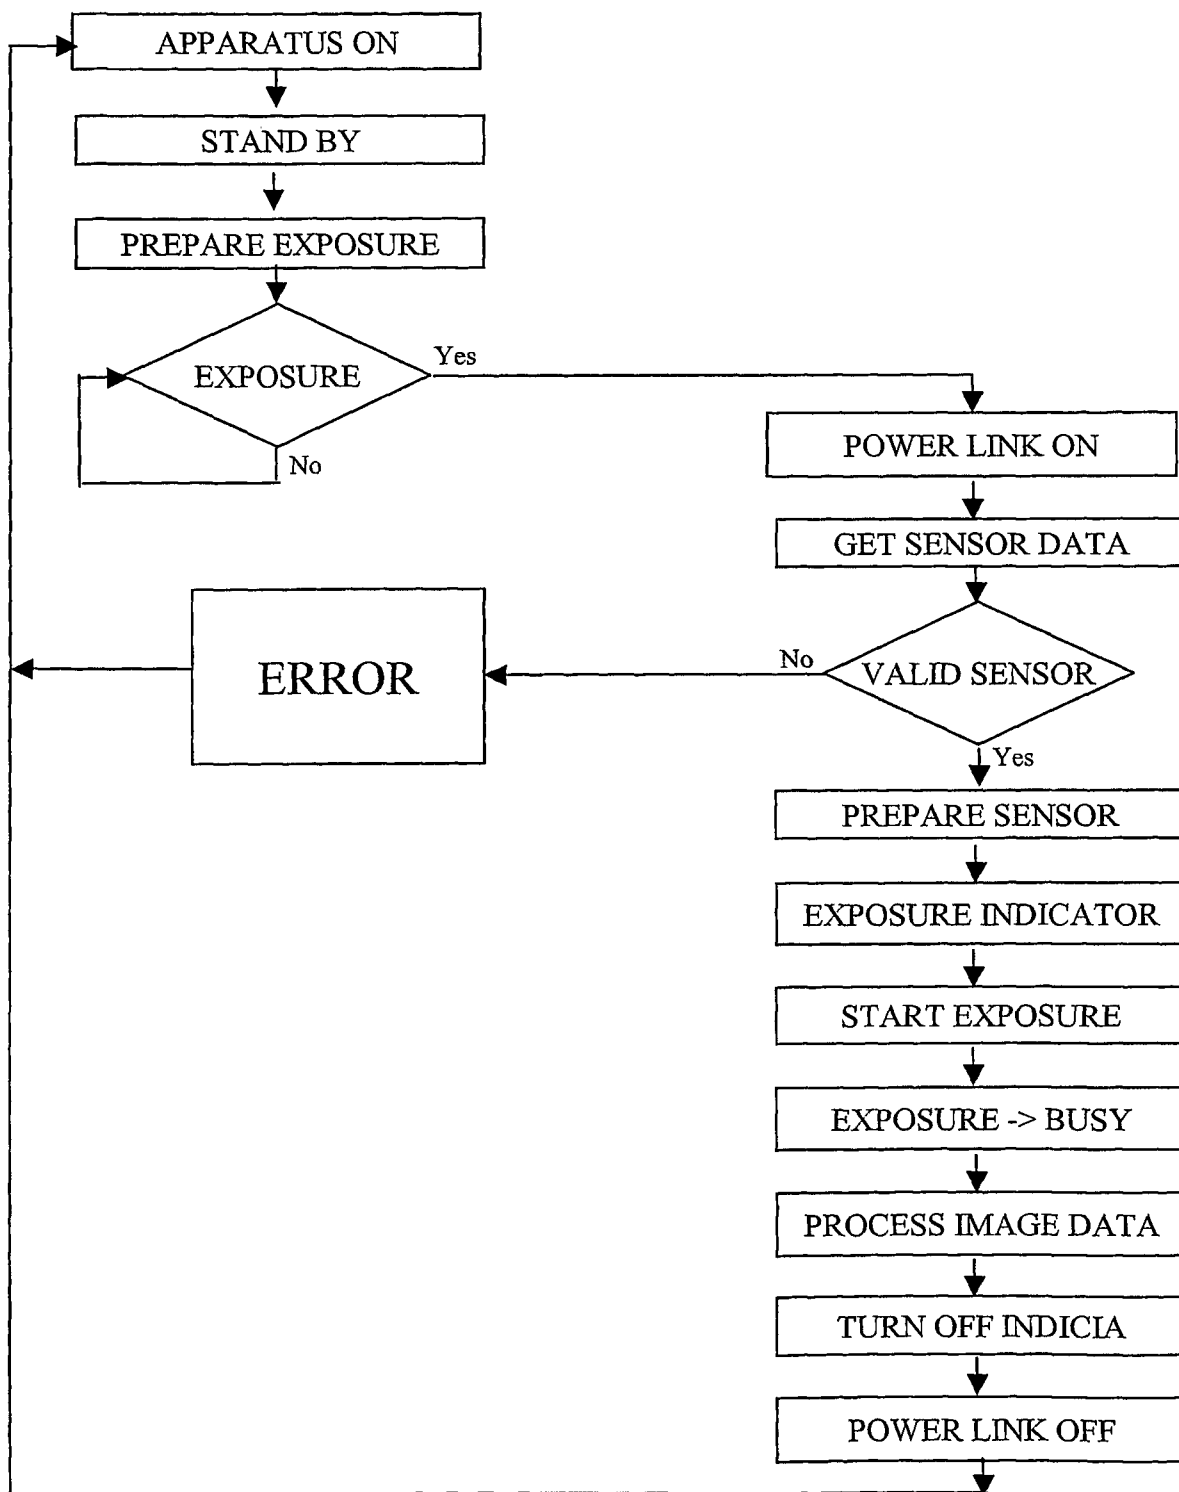 APPARATUS ON
STAND BY
PREPARE EXPOSURE
EXPOSURE
Yes
No
POWER LINK ON
GET SENSOR DATA
VALID SENSOR
No
ERROR
Yes
PREPARE SENSOR
EXPOSURE INDICATOR
START EXPOSURE
EXPOSURE -> BUSY
PROCESS IMAGE DATA
TURN OFF INDICIA
POWER LINK OFF